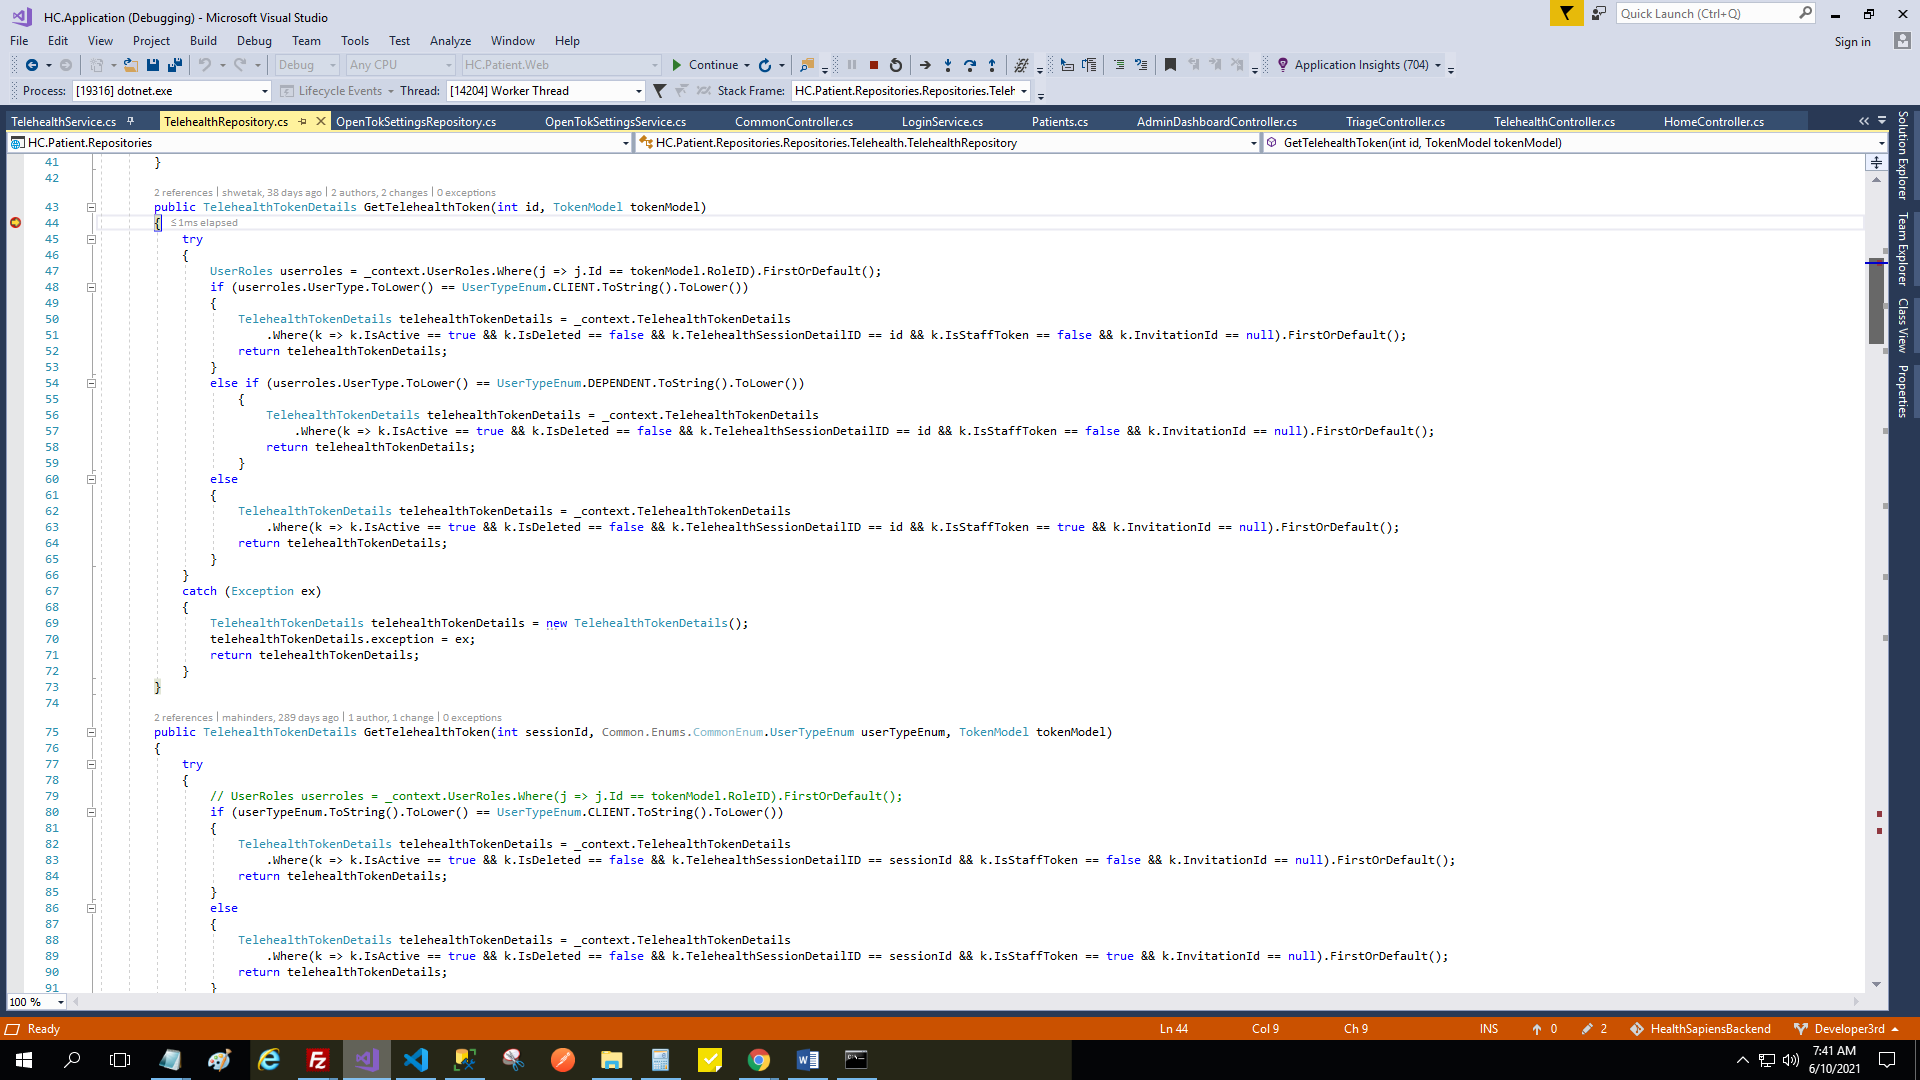 HC.Application (Debugging) - Microsoft Visual Studio
Quick Launch (Ctrl+Q)
File Edit View Project Build Debug Team Tools Test Analyze Window Help
Sign in
Debug Any CPU HC.Patient.Web Continue Application Insights (704)
Process: [19316] dotnet.exe Lifecycle Events Thread: [14204] Worker Thread Stack Frame: HC.Patient.Repositories.Repositories.Teleh
TelehealthService.cs TelehealthRepository.cs OpenTokSettingsRepository.cs OpenTokSettingsService.cs CommonController.cs LoginService.cs Patients.cs AdminDashboardController.cs TriageController.cs TelehealthController.cs HomeController.cs
HC.Patient.Repositories HC.Patient.Repositories.Repositories.Telehealth.TelehealthRepository GetTelehealthToken(int id, TokenModel tokenModel)
41 }
42
2 references | shwetak, 38 days ago | 2 authors, 2 changes | 0 exceptions
43 public TelehealthTokenDetails GetTelehealthToken(int id, TokenModel tokenModel)
44 { ≤1ms elapsed
45 try
46 {
47 UserRoles userroles = _context.UserRoles.Where(j => j.Id == tokenModel.RoleID).FirstOrDefault();
48 if (userroles.UserType.ToLower() == UserTypeEnum.CLIENT.ToString().ToLower())
49 {
50 TelehealthTokenDetails telehealthTokenDetails = _context.TelehealthTokenDetails
51 .Where(k => k.IsActive == true && k.IsDeleted == false && k.TelehealthSessionDetailID == id && k.IsStaffToken == false && k.InvitationId == null).FirstOrDefault();
52 return telehealthTokenDetails;
53 }
54 else if (userroles.UserType.ToLower() == UserTypeEnum.DEPENDENT.ToString().ToLower())
55 {
56 TelehealthTokenDetails telehealthTokenDetails = _context.TelehealthTokenDetails
57 .Where(k => k.IsActive == true && k.IsDeleted == false && k.TelehealthSessionDetailID == id && k.IsStaffToken == false && k.InvitationId == null).FirstOrDefault();
58 return telehealthTokenDetails;
59 }
60 else
61 {
62 TelehealthTokenDetails telehealthTokenDetails = _context.TelehealthTokenDetails
63 .Where(k => k.IsActive == true && k.IsDeleted == false && k.TelehealthSessionDetailID == id && k.IsStaffToken == true && k.InvitationId == null).FirstOrDefault();
64 return telehealthTokenDetails;
65 }
66 }
67 catch (Exception ex)
68 {
69 TelehealthTokenDetails telehealthTokenDetails = new TelehealthTokenDetails();
70 telehealthTokenDetails.exception = ex;
71 return telehealthTokenDetails;
72 }
73 }
74
2 references | mahinders, 289 days ago | 1 author, 1 change | 0 exceptions
75 public TelehealthTokenDetails GetTelehealthToken(int sessionId, Common.Enums.CommonEnum.UserTypeEnum userTypeEnum, TokenModel tokenModel)
76 {
77 try
78 {
79 // UserRoles userroles = _context.UserRoles.Where(j => j.Id == tokenModel.RoleID).FirstOrDefault();
80 if (userTypeEnum.ToString().ToLower() == UserTypeEnum.CLIENT.ToString().ToLower())
81 {
82 TelehealthTokenDetails telehealthTokenDetails = _context.TelehealthTokenDetails
83 .Where(k => k.IsActive == true && k.IsDeleted == false && k.TelehealthSessionDetailID == sessionId && k.IsStaffToken == false && k.InvitationId == null).FirstOrDefault();
84 return telehealthTokenDetails;
85 }
86 else
87 {
88 TelehealthTokenDetails telehealthTokenDetails = _context.TelehealthTokenDetails
89 .Where(k => k.IsActive == true && k.IsDeleted == false && k.TelehealthSessionDetailID == sessionId && k.IsStaffToken == true && k.InvitationId == null).FirstOrDefault();
90 return telehealthTokenDetails;
91 }
100 %
Solution Explorer
Team Explorer
Class View
Properties
Ready Ln 44 Col 9 Ch 9 INS 0 2 HealthSapiensBackend Developer3rd
7:41 AM
6/10/2021